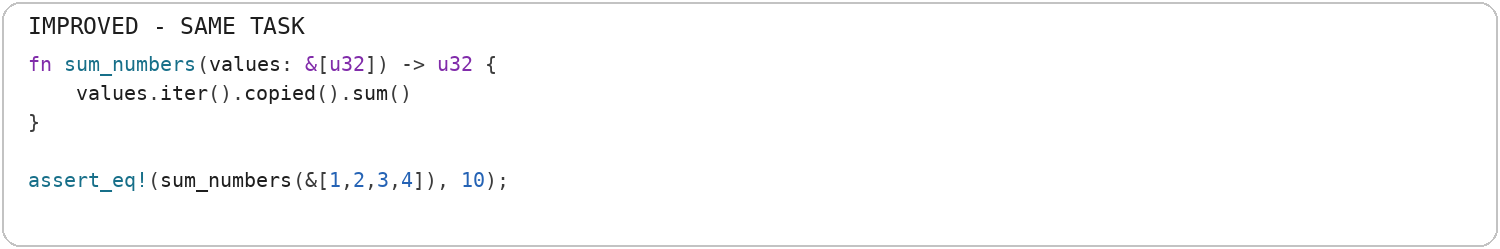 IMPROVED - SAME TASK
fn sum_numbers(values: &[u32]) -> u32 {
    values.iter().copied().sum()
}
assert_eq!(sum_numbers(&[1,2,3,4]), 10);